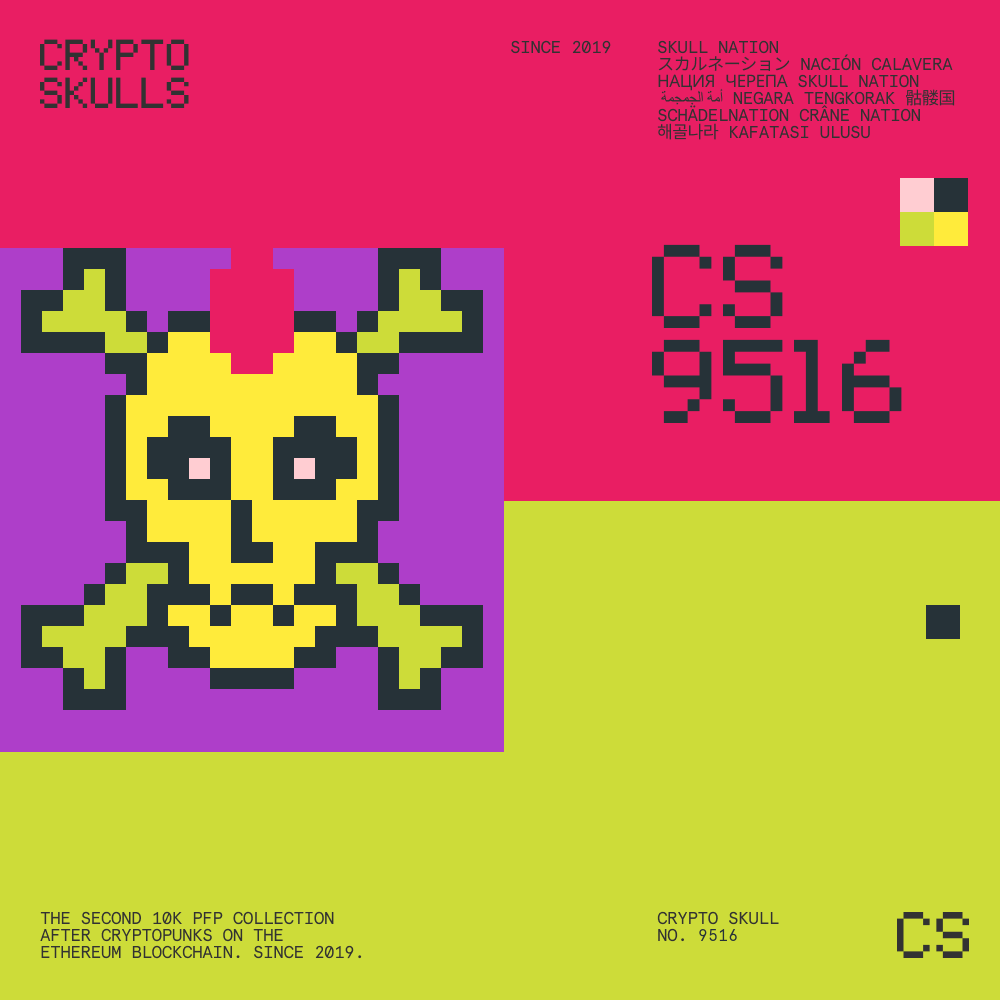 CRYPTO
SKULLS
SINCE 2019
SKULL NATION
スカルネーション NACIÓN CALAVERA
НАЦИЯ ЧЕРЕПА SKULL NATION
أمة الجمجمة NEGARA TENGKORAK 骷髅国
SCHÄDELNATION CRÂNE NATION
해골나라 KAFATASI ULUSU
CS
9516
THE SECOND 10K PFP COLLECTION
AFTER CRYPTOPUNKS ON THE
ETHEREUM BLOCKCHAIN. SINCE 2019.
CRYPTO SKULL
NO. 9516
CS